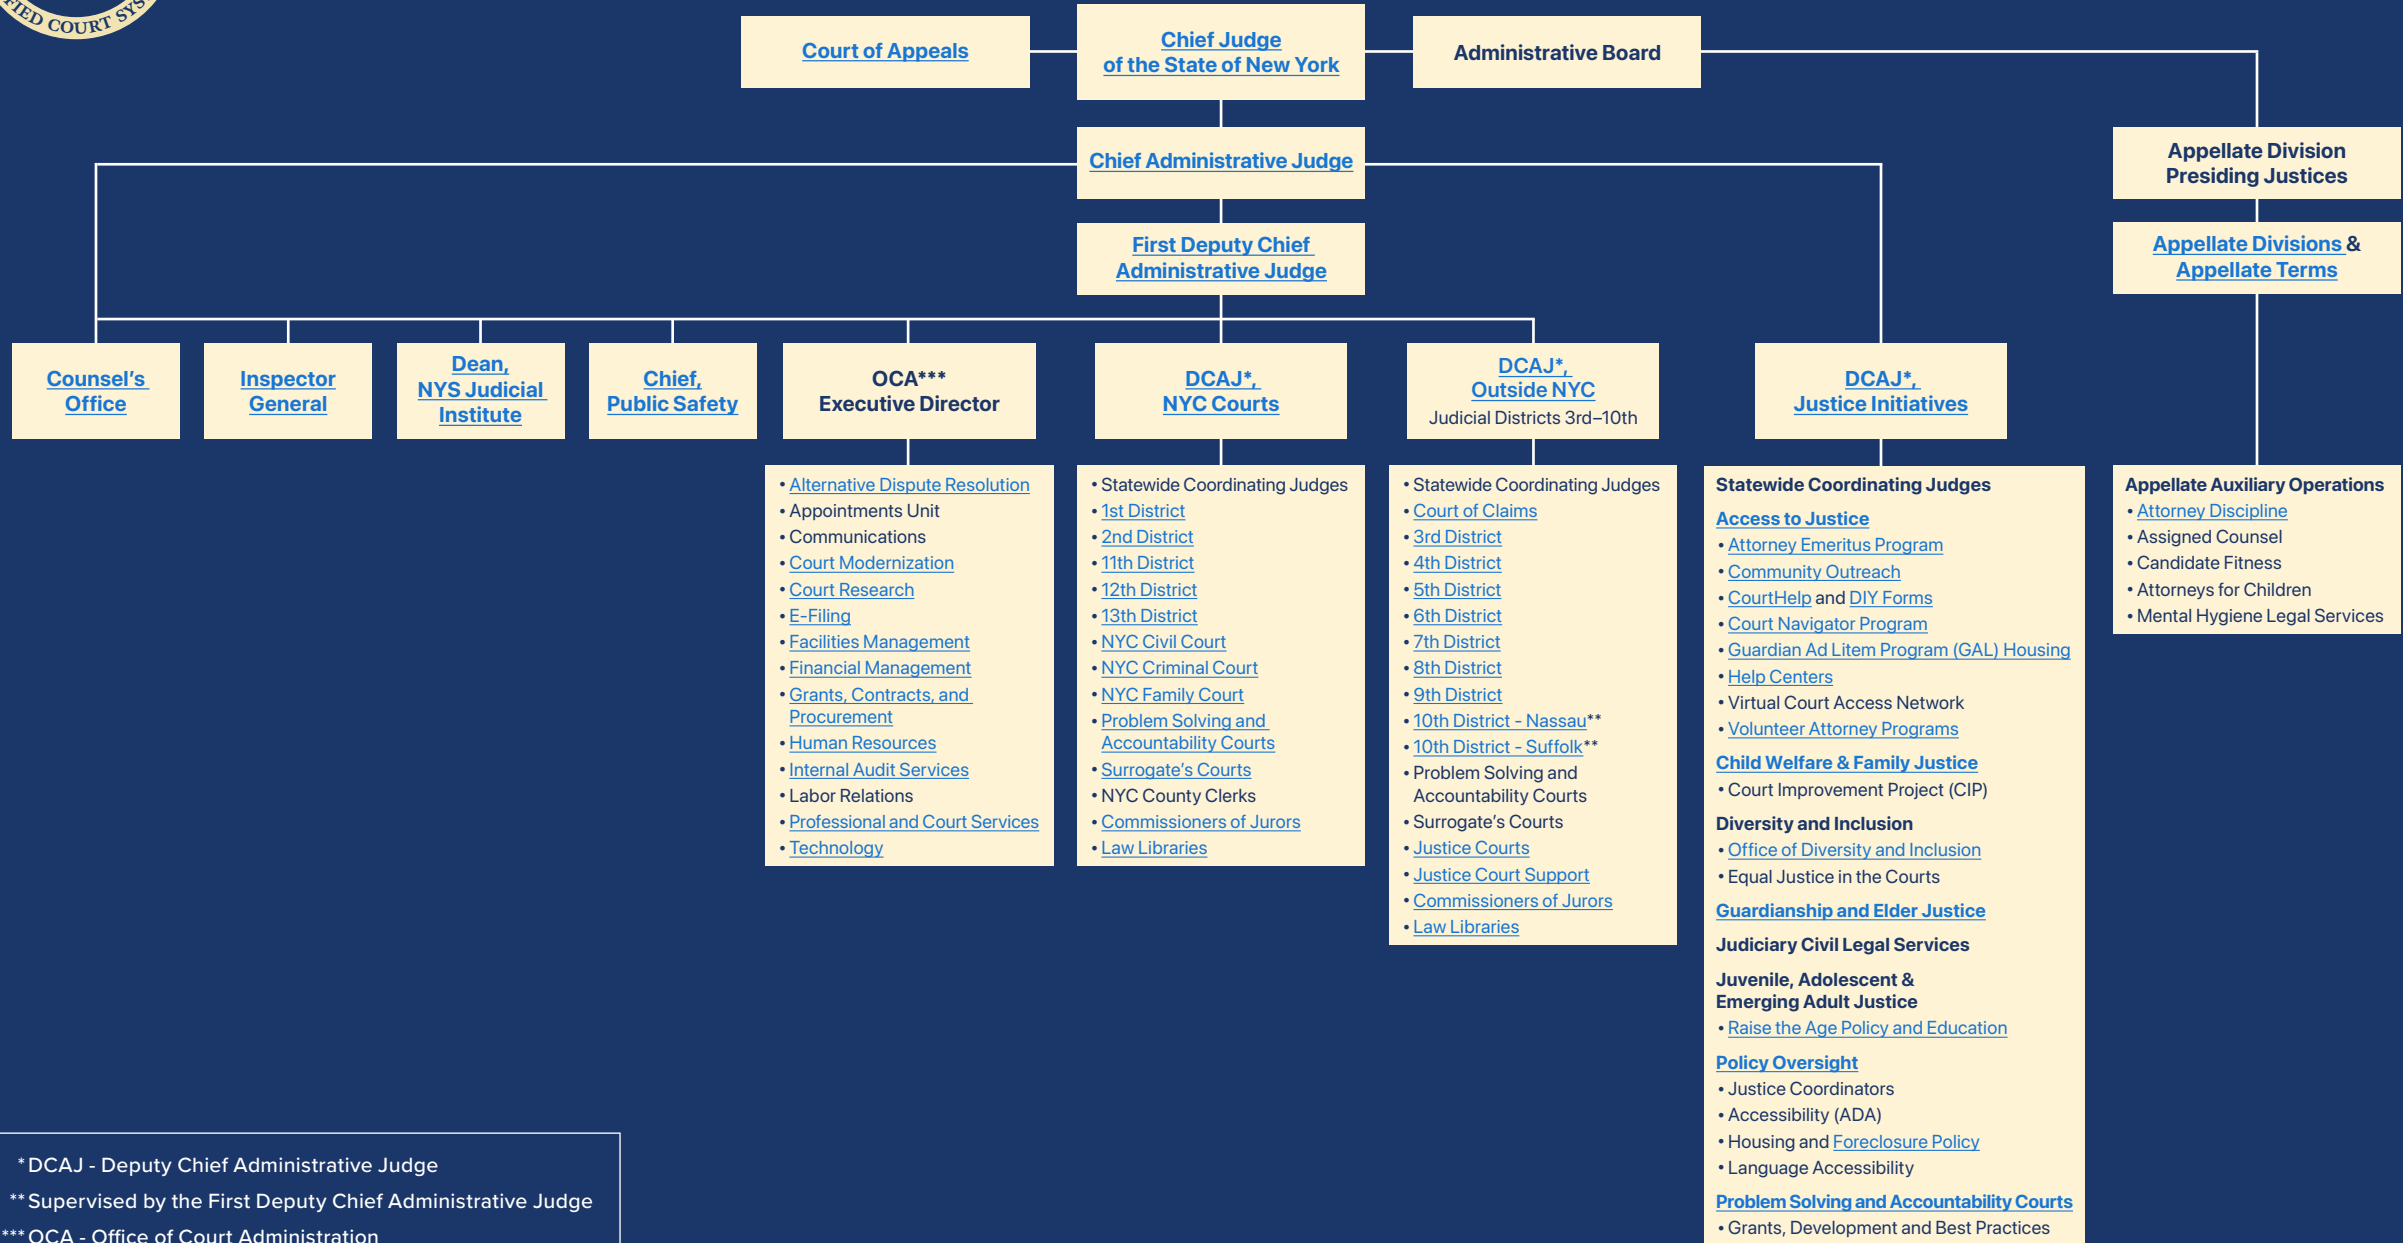 FIED COURT SYS
Court of Appeals
Chief Judge
of the State of New York
Administrative Board
Chief Administrative Judge
Appellate Division
Presiding Justices
First Deputy Chief
Administrative Judge
Appellate Divisions &
Appellate Terms
Counsel's
Office
Inspector
General
Dean,
NYS Judicial
Institute
Chief,
Public Safety
OCA***
Executive Director
DCAJ*,
NYC Courts
DCAJ*,
Outside NYC
Judicial Districts 3rd–10th
DCAJ*,
Justice Initiatives
• Alternative Dispute Resolution
• Appointments Unit
• Communications
• Court Modernization
• Court Research
• E-Filing
• Facilities Management
• Financial Management
• Grants, Contracts, and
Procurement
• Human Resources
• Internal Audit Services
• Labor Relations
• Professional and Court Services
• Technology
• Statewide Coordinating Judges
• 1st District
• 2nd District
• 11th District
• 12th District
• 13th District
• NYC Civil Court
• NYC Criminal Court
• NYC Family Court
• Problem Solving and
Accountability Courts
• Surrogate's Courts
• NYC County Clerks
• Commissioners of Jurors
• Law Libraries
• Statewide Coordinating Judges
• Court of Claims
• 3rd District
• 4th District
• 5th District
• 6th District
• 7th District
• 8th District
• 9th District
• 10th District - Nassau**
• 10th District - Suffolk**
• Problem Solving and
Accountability Courts
• Surrogate's Courts
• Justice Courts
• Justice Court Support
• Commissioners of Jurors
• Law Libraries
Statewide Coordinating Judges
Access to Justice
• Attorney Emeritus Program
• Community Outreach
• CourtHelp and DIY Forms
• Court Navigator Program
• Guardian Ad Litem Program (GAL) Housing
• Help Centers
• Virtual Court Access Network
• Volunteer Attorney Programs
Child Welfare & Family Justice
• Court Improvement Project (CIP)
Diversity and Inclusion
• Office of Diversity and Inclusion
• Equal Justice in the Courts
Guardianship and Elder Justice
Judiciary Civil Legal Services
Juvenile, Adolescent &
Emerging Adult Justice
• Raise the Age Policy and Education
Policy Oversight
• Justice Coordinators
• Accessibility (ADA)
• Housing and Foreclosure Policy
• Language Accessibility
Problem Solving and Accountability Courts
• Grants, Development and Best Practices
Appellate Auxiliary Operations
• Attorney Discipline
• Assigned Counsel
• Candidate Fitness
• Attorneys for Children
• Mental Hygiene Legal Services
* DCAJ - Deputy Chief Administrative Judge
** Supervised by the First Deputy Chief Administrative Judge
*** OCA - Office of Court Administration